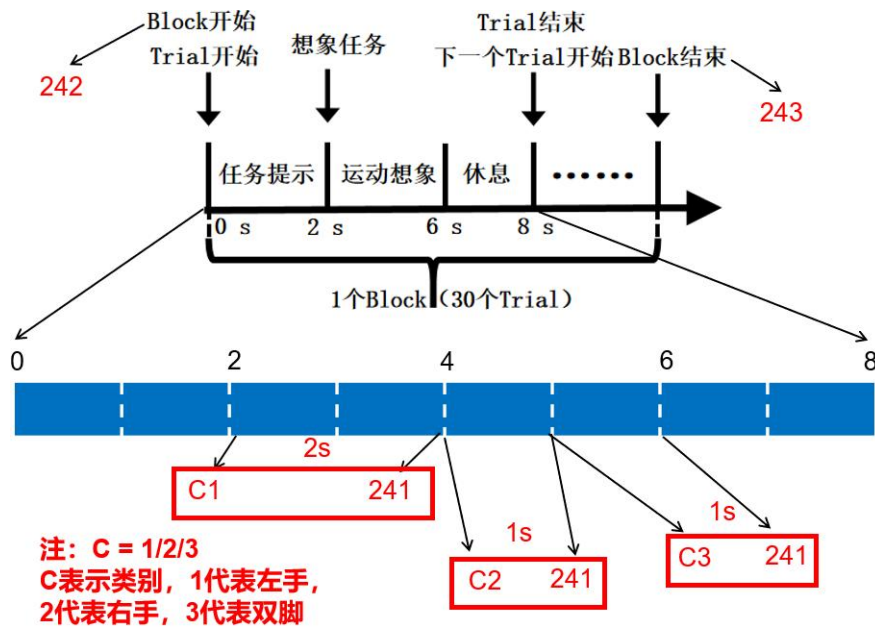 Block开始
Trial开始
242
想象任务
Trial结束
下一个Trial开始
Block结束
243
任务提示
运动想象
休息
······
0 s
2 s
6 s
8 s
1个Block（30个Trial）
0
2
4
6
8
2s
C1 241
1s
C2 241
1s
C3 241
注：C = 1/2/3
C表示类别，1代表左手，
2代表右手，3代表双脚